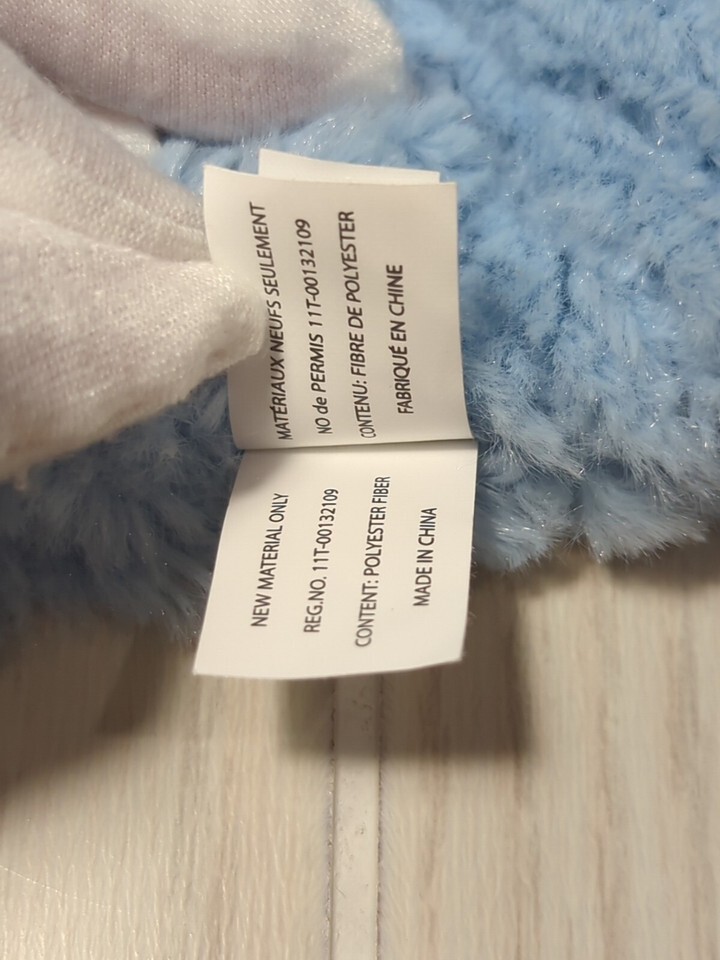 MATÉRIAUX NEUFS SEULEMENT
NO de PERMIS 11T-00132109
CONTENU: FIBRE DE POLYESTER
FABRIQUÉ EN CHINE
NEW MATERIAL ONLY
REG.NO. 11T-00132109
CONTENT: POLYESTER FIBER
MADE IN CHINA